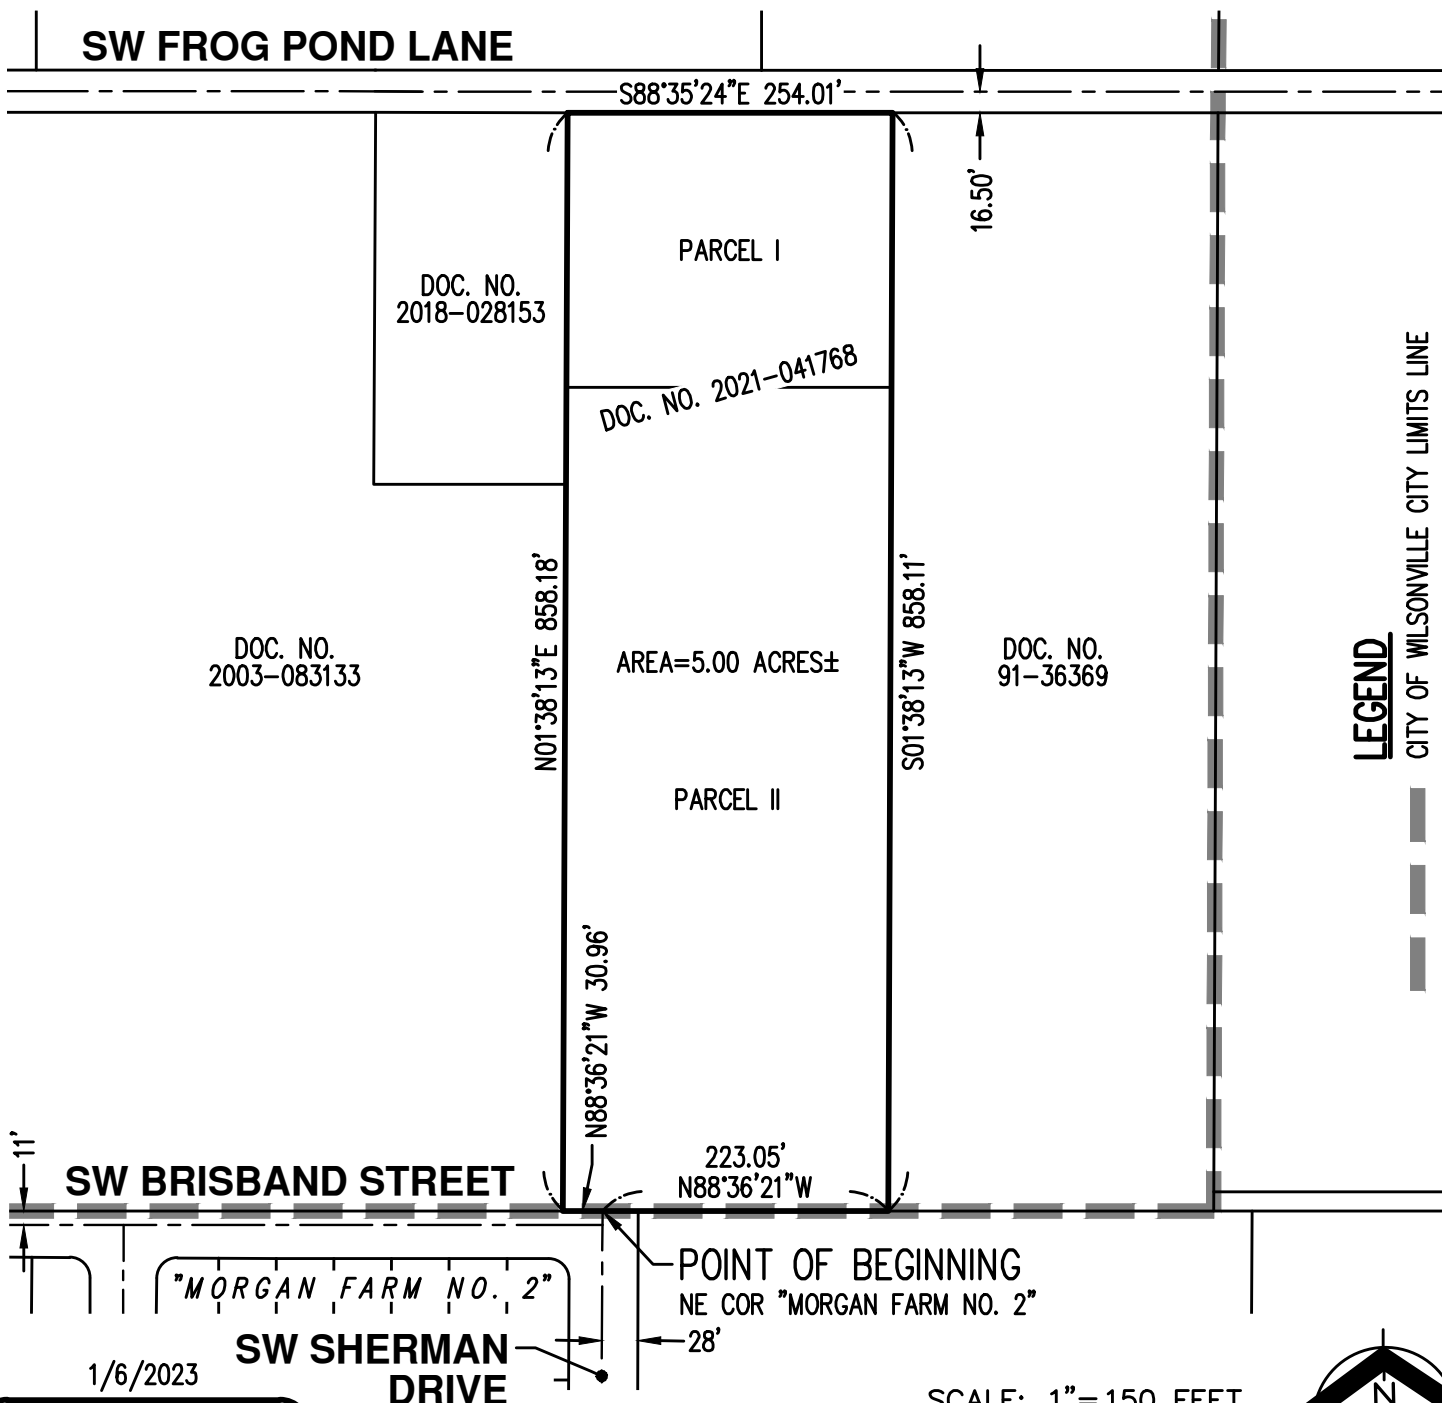 SW FROG POND LANE
S88°35'24"E 254.01'
16.50'
PARCEL I
DOC. NO.
2018-028153
DOC. NO. 2021-041768
N01°38'13"E 858.18'
S01°38'13"W 858.11'
DOC. NO.
2003-083133
AREA=5.00 ACRES±
DOC. NO.
91-36369
PARCEL II
LEGEND
CITY OF WILSONVILLE CITY LIMITS LINE
N88°36'21"W 30.96'
223.05'
N88°36'21"W
11'
SW BRISBAND STREET
POINT OF BEGINNING
NE COR "MORGAN FARM NO. 2"
"MORGAN FARM NO. 2"
28'
SW SHERMAN
DRIVE
1/6/2023
SCALE: 1"=150 FEET
N